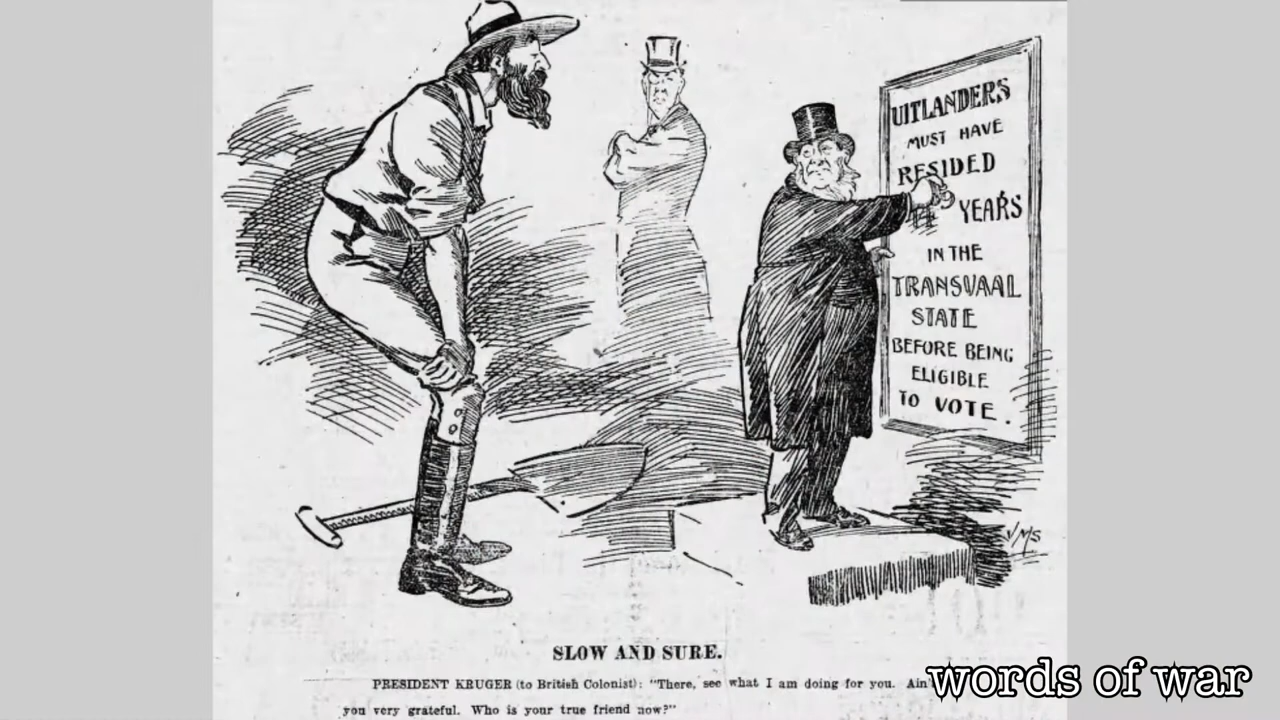 UITLANDERS
MUST HAVE
RESIDED
YEARS
IN THE
TRANSVAAL
STATE
BEFORE BEING
ELIGIBLE
TO VOTE
SLOW AND SURE.
PRESIDENT KRUGER (to British Colonist): "There, see what I am doing for you. Ain'
you very grateful. Who is your true friend now?"
words of war